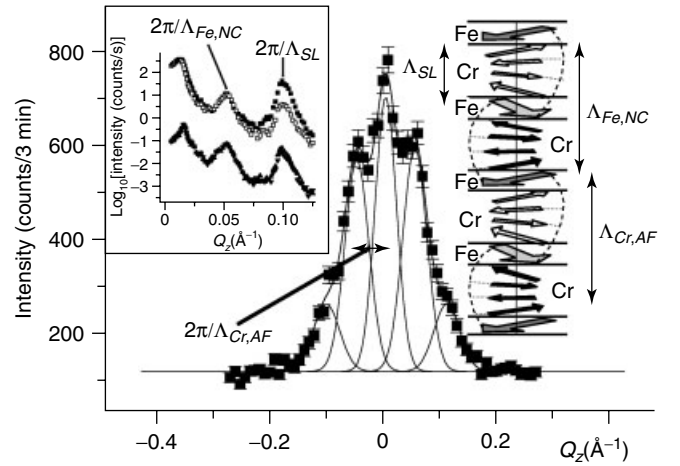 2π/Λ_{Fe,NC}
2π/Λ_{SL}
Log₁₀[intensity (counts/s)]
2
1
0
−1
−2
−3
0 0.05 0.10
Q_z(Å⁻¹)
Λ_{SL}
Fe
Cr
Fe
Cr
Fe
Cr
Fe
Cr
Λ_{Fe,NC}
Λ_{Cr,AF}
2π/Λ_{Cr,AF}
Intensity (counts/3 min)
800
600
400
200
−0.4 −0.2 0 0.2
Q_z(Å⁻¹)